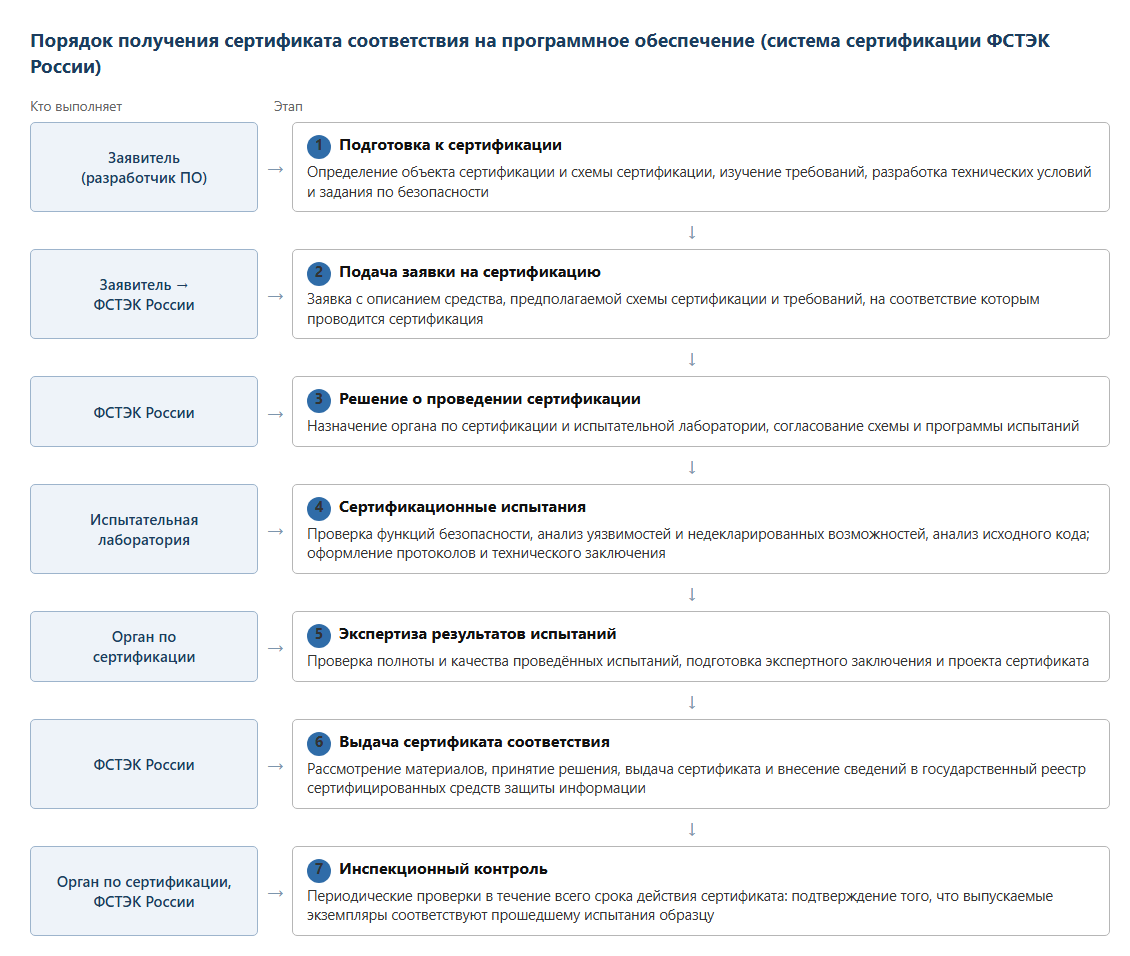 Порядок получения сертификата соответствия на программное обеспечение (система сертификации ФСТЭК
России)
Кто выполняет
Этап
Заявитель
(разработчик ПО)
→
1 Подготовка к сертификации
Определение объекта сертификации и схемы сертификации, изучение требований, разработка технических условий
и задания по безопасности
↓
Заявитель →
ФСТЭК России
→
2 Подача заявки на сертификацию
Заявка с описанием средства, предполагаемой схемы сертификации и требований, на соответствие которым
проводится сертификация
↓
ФСТЭК России
→
3 Решение о проведении сертификации
Назначение органа по сертификации и испытательной лаборатории, согласование схемы и программы испытаний
↓
Испытательная
лаборатория
→
4 Сертификационные испытания
Проверка функций безопасности, анализ уязвимостей и недекларированных возможностей, анализ исходного кода;
оформление протоколов и технического заключения
↓
Орган по
сертификации
→
5 Экспертиза результатов испытаний
Проверка полноты и качества проведённых испытаний, подготовка экспертного заключения и проекта сертификата
↓
ФСТЭК России
→
6 Выдача сертификата соответствия
Рассмотрение материалов, принятие решения, выдача сертификата и внесение сведений в государственный реестр
сертифицированных средств защиты информации
↓
Орган по сертификации,
ФСТЭК России
→
7 Инспекционный контроль
Периодические проверки в течение всего срока действия сертификата: подтверждение того, что выпускаемые
экземпляры соответствуют прошедшему испытания образцу